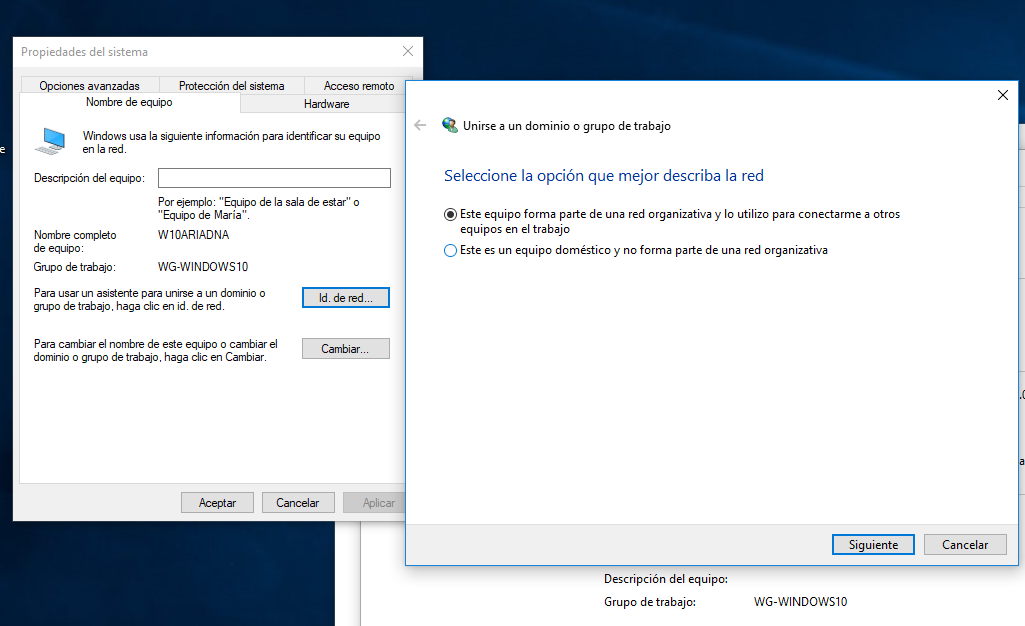 Propiedades del sistema
Opciones avanzadas
Protección del sistema
Acceso remoto
Nombre de equipo
Hardware
Windows usa la siguiente información para identificar su equipo
en la red.
Descripción del equipo:
Por ejemplo: "Equipo de la sala de estar" o
"Equipo de María".
Nombre completo
de equipo:
W10ARIADNA
Grupo de trabajo:
WG-WINDOWS10
Para usar un asistente para unirse a un dominio o
grupo de trabajo, haga clic en id. de red.
Id. de red...
Para cambiar el nombre de este equipo o cambiar el
dominio o grupo de trabajo, haga clic en Cambiar.
Cambiar...
Aceptar
Cancelar
Aplicar
Unirse a un dominio o grupo de trabajo
Seleccione la opción que mejor describa la red
Este equipo forma parte de una red organizativa y lo utilizo para conectarme a otros
equipos en el trabajo
Este es un equipo doméstico y no forma parte de una red organizativa
Siguiente
Cancelar
Descripción del equipo:
Grupo de trabajo:
WG-WINDOWS10